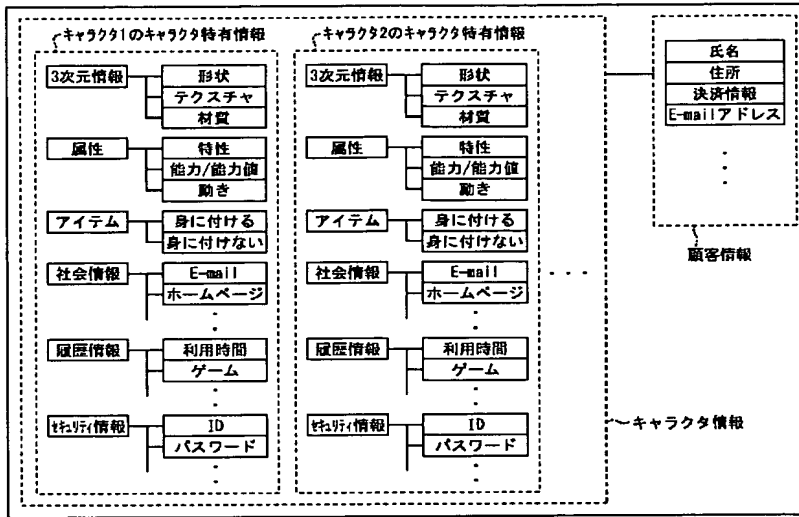 キャラクタ1のキャラクタ特有情報
3次元情報
形状
テクスチャ
材質
属性
特性
能力/能力値
動き
アイテム
身に付ける
身に付けない
社会情報
E-mail
ホームページ
履歴情報
利用時間
ゲーム
セキュリティ情報
ID
パスワード
キャラクタ2のキャラクタ特有情報
3次元情報
形状
テクスチャ
材質
属性
特性
能力/能力値
動き
アイテム
身に付ける
身に付けない
社会情報
E-mail
ホームページ
履歴情報
利用時間
ゲーム
セキュリティ情報
ID
パスワード
氏名
住所
決済情報
E-mailアドレス
顧客情報
キャラクタ情報